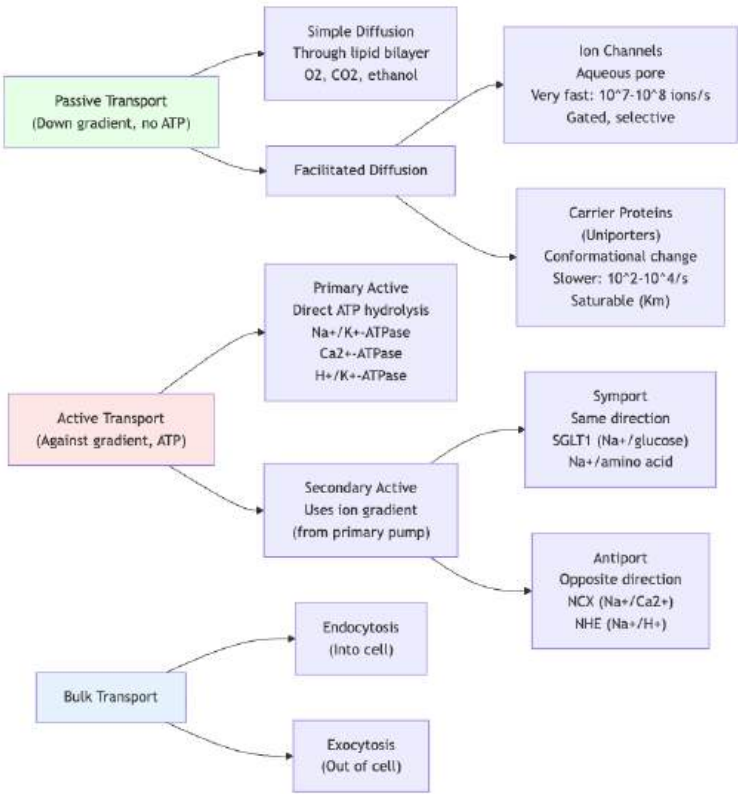 Passive Transport
(Down gradient, no ATP)
Simple Diffusion
Through lipid bilayer
O2, CO2, ethanol
Facilitated Diffusion
Ion Channels
Aqueous pore
Very fast: 10^7-10^8 ions/s
Gated, selective
Carrier Proteins
(Uniporters)
Conformational change
Slower: 10^2-10^4/s
Saturable (Km)
Active Transport
(Against gradient, ATP)
Primary Active
Direct ATP hydrolysis
Na+/K+-ATPase
Ca2+-ATPase
H+/K+-ATPase
Secondary Active
Uses ion gradient
(from primary pump)
Symport
Same direction
SGLT1 (Na+/glucose)
Na+/amino acid
Antiport
Opposite direction
NCX (Na+/Ca2+)
NHE (Na+/H+)
Bulk Transport
Endocytosis
(Into cell)
Exocytosis
(Out of cell)